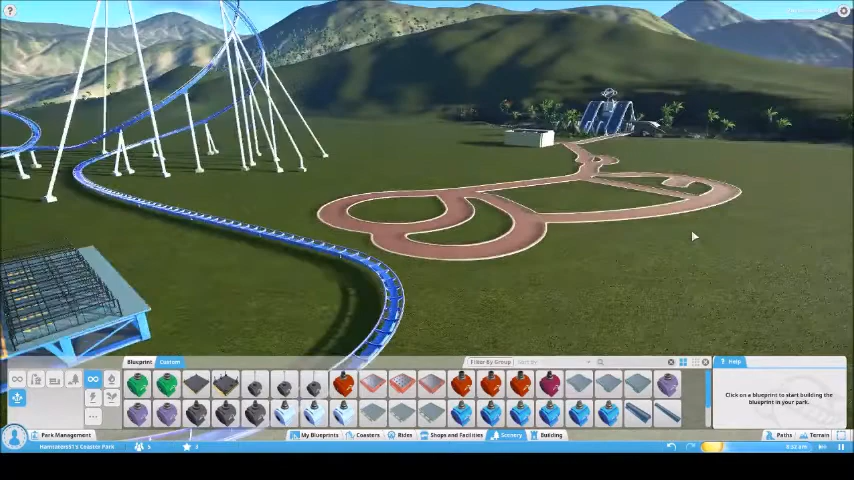 Blueprint Custom
Filter By Group
Help
Click on a blueprint to start building the blueprint in your park.
Park Management
My Blueprints
Coasters
Rides
Shops and Facilities
Scenery
Building
Paths
Terrain